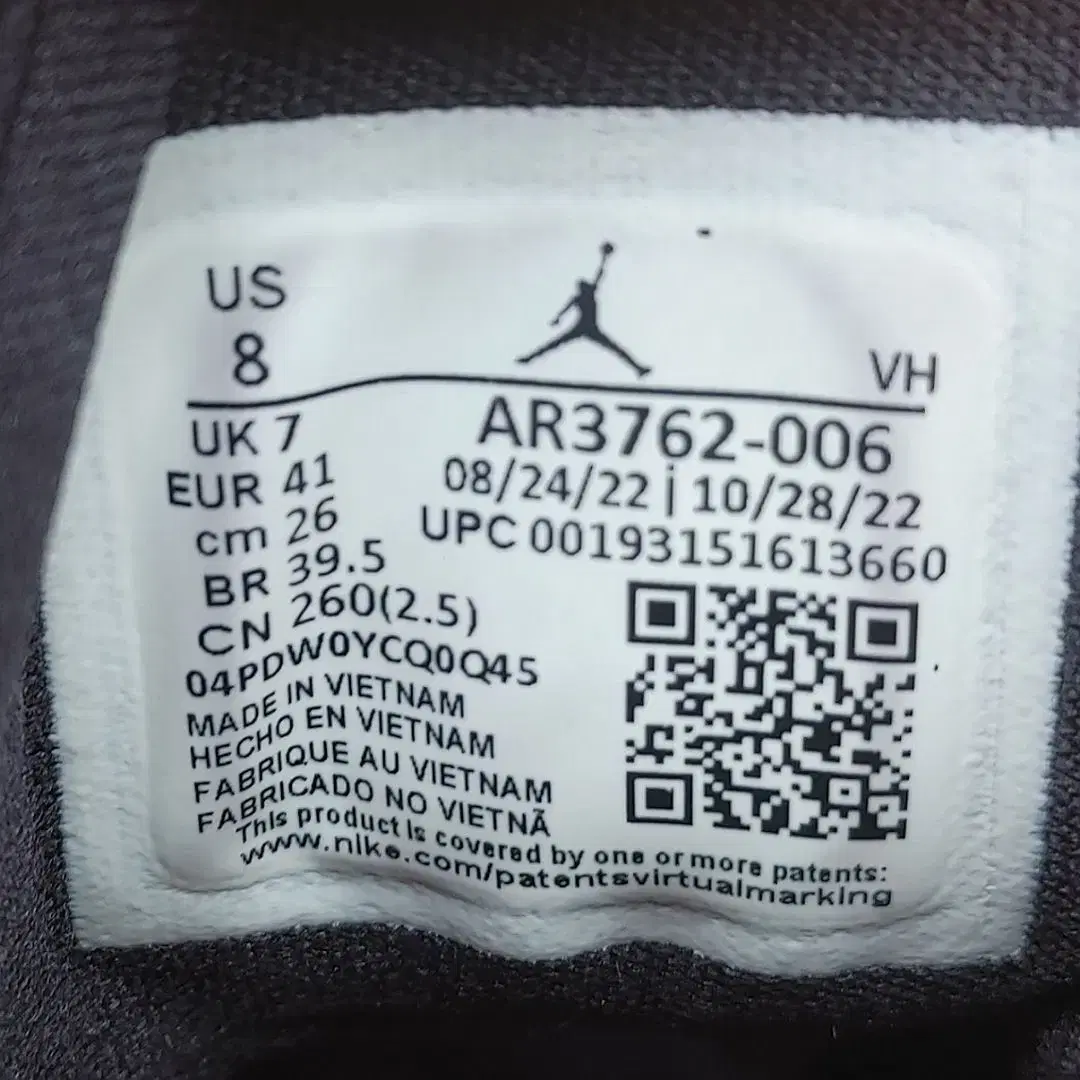 US
8
VH
UK 7
EUR 41
cm 26
BR 39.5
CN 260(2.5)
AR3762-006
08/24/22 | 10/28/22
UPC 00193151613660
04PDW0YCQ0Q45
MADE IN VIETNAM
HECHO EN VIETNAM
FABRIQUE AU VIETNAM
FABRICADO NO VIETNÃ
This product is covered by one or more patents:
www.nike.com/patentsvirtualmarking